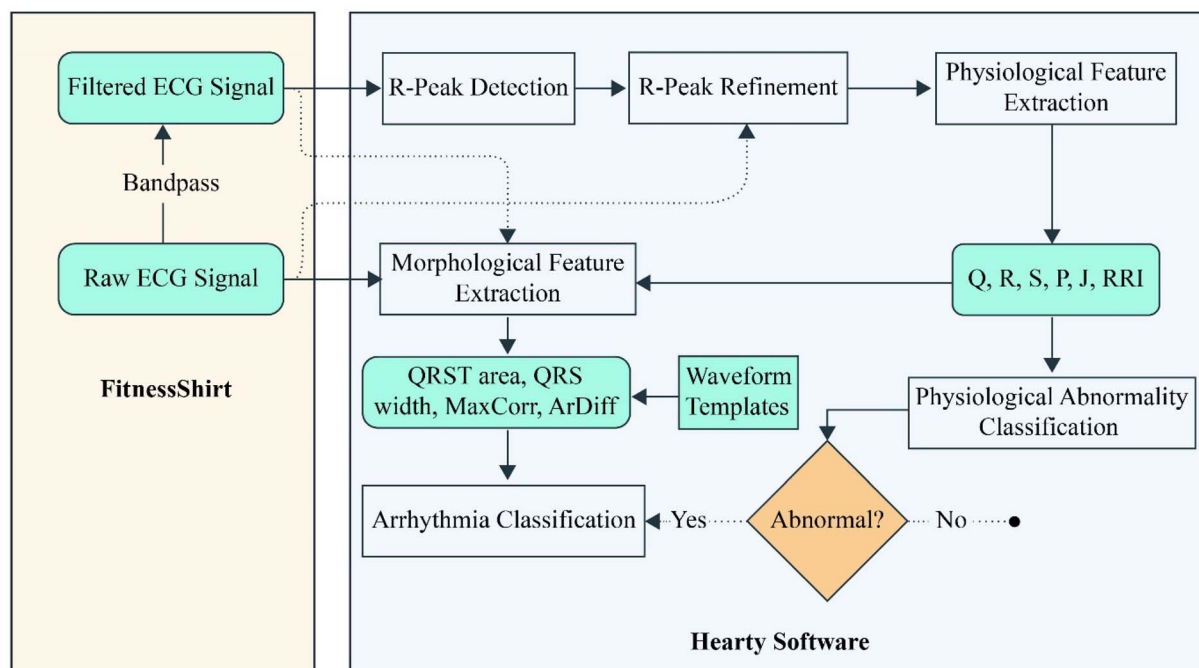 Filtered ECG Signal
Bandpass
Raw ECG Signal
FitnessShirt
R-Peak Detection
R-Peak Refinement
Physiological Feature
Extraction
Morphological Feature
Extraction
Q, R, S, P, J, RRI
QRST area, QRS
width, MaxCorr, ArDiff
Waveform
Templates
Physiological Abnormality
Classification
Arrhythmia Classification
Yes
Abnormal?
No
Hearty Software